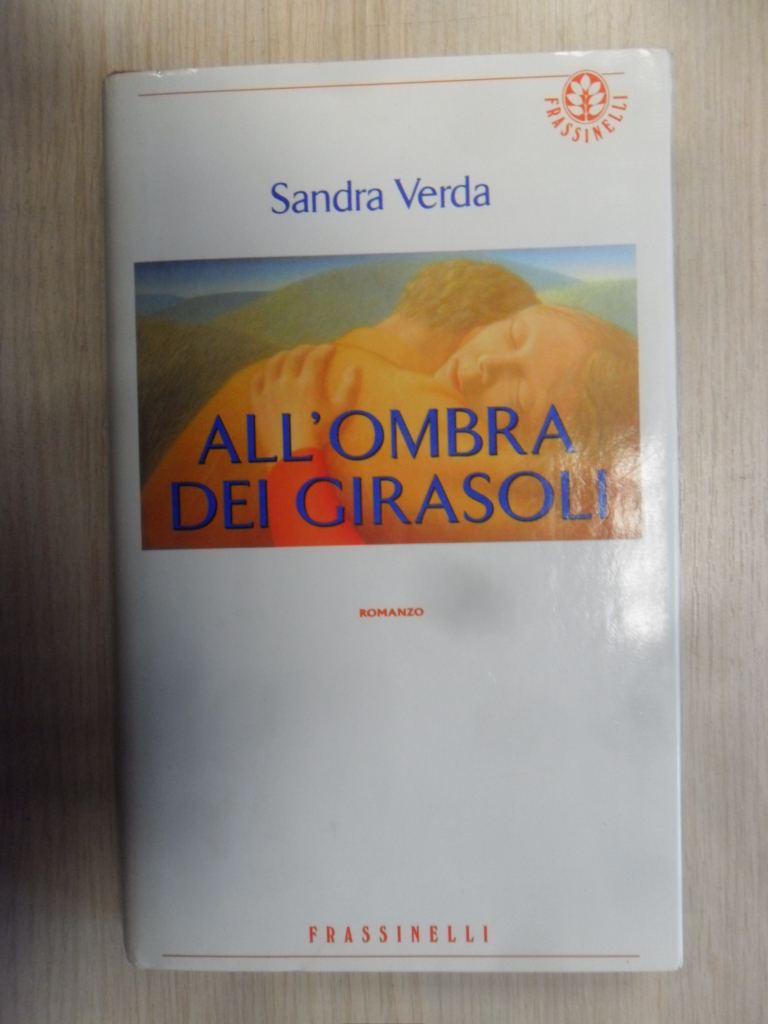 FRASSINELLI
Sandra Verda
ALL'OMBRA
DEI GIRASOLI
ROMANZO
FRASSINELLI